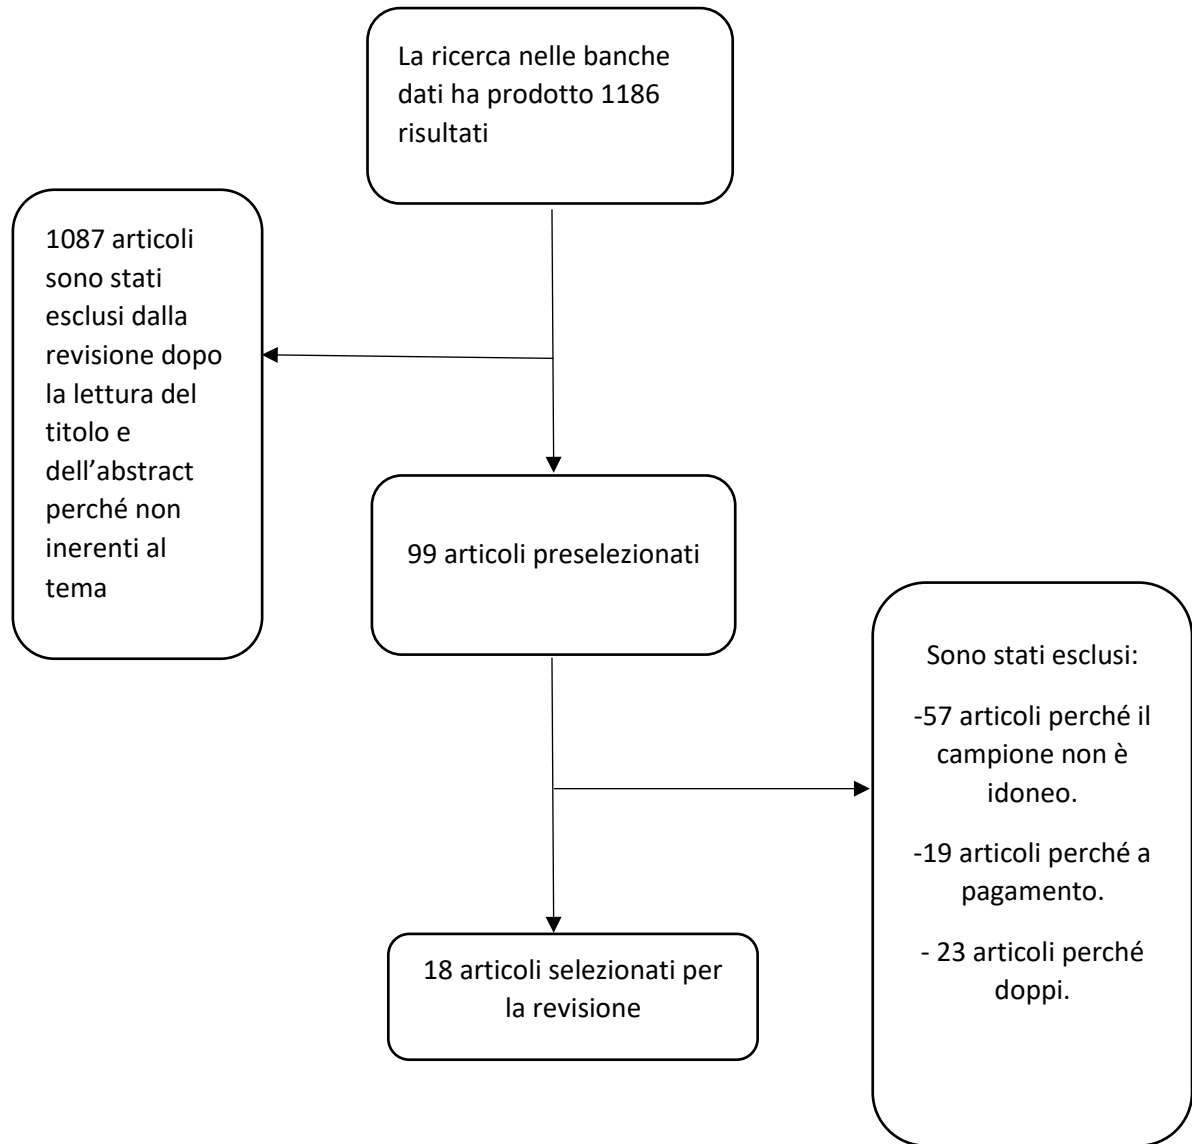 La ricerca nelle banche
dati ha prodotto 1186
risultati
1087 articoli
sono stati
esclusi dalla
revisione dopo
la lettura del
titolo e
dell’abstract
perché non
inerenti al
tema
99 articoli preselezionati
Sono stati esclusi:
-57 articoli perché il
campione non è
idoneo.
-19 articoli perché a
pagamento.
- 23 articoli perché
doppi.
18 articoli selezionati per
la revisione